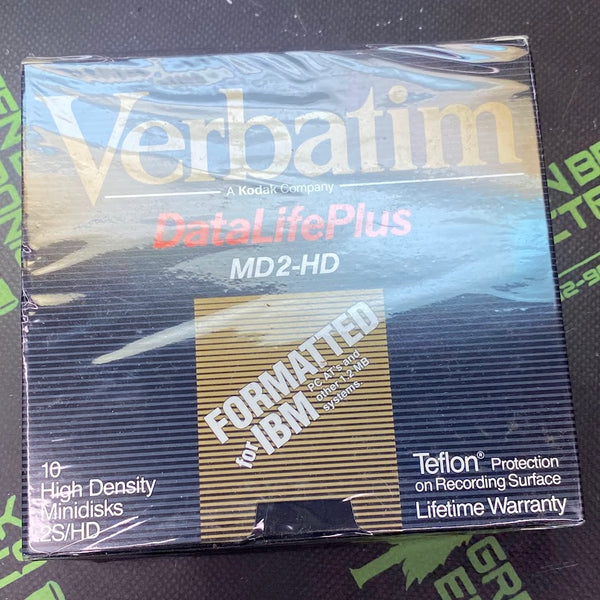 Verbatim
A Kodak Company
DataLifePlus
MD2-HD
FORMATTED
for IBM
PC AT's and
other 1.2 MB
systems.
10
High Density
Minidisks
2S/HD
Teflon® Protection
on Recording Surface
Lifetime Warranty